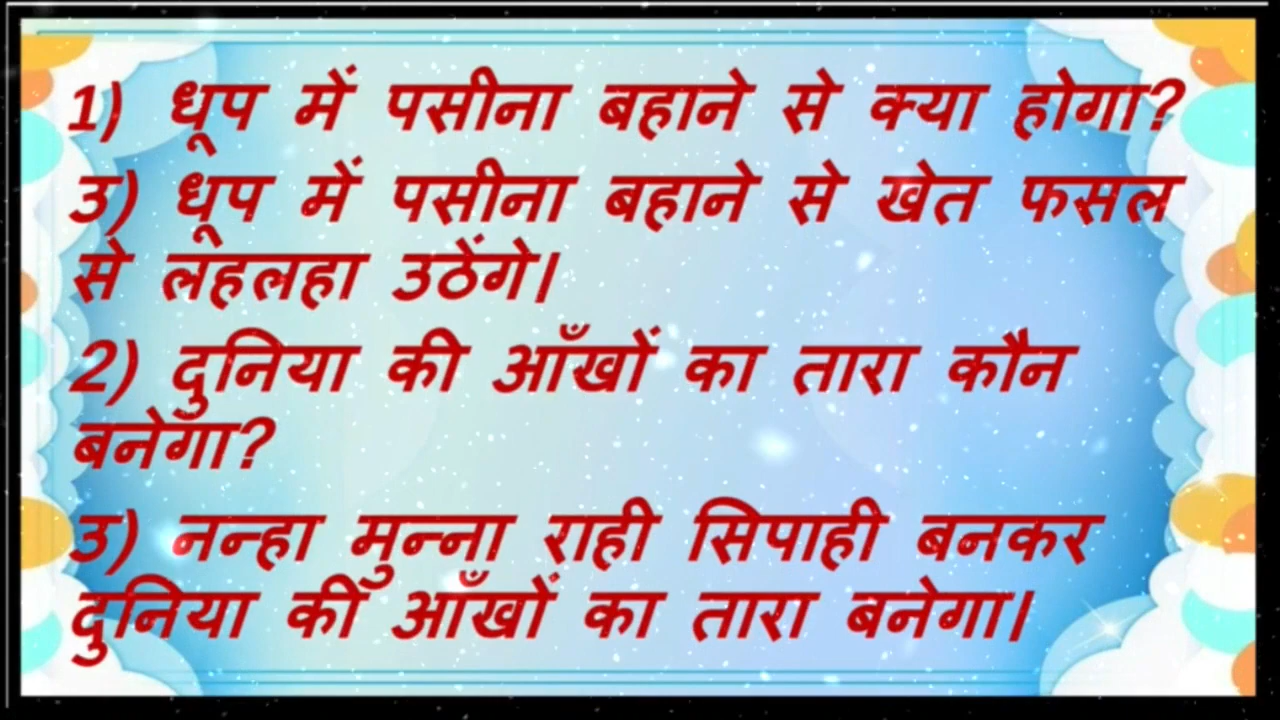 1) धूप में पसीना बहाने से क्या होगा?
उ) धूप में पसीना बहाने से खेत फसल
से लहलहा उठेंगे।
2) दुनिया की आँखों का तारा कौन
बनेगा?
उ) नन्हा मुन्ना राही सिपाही बनकर
दुनिया की आँखों का तारा बनेगा।